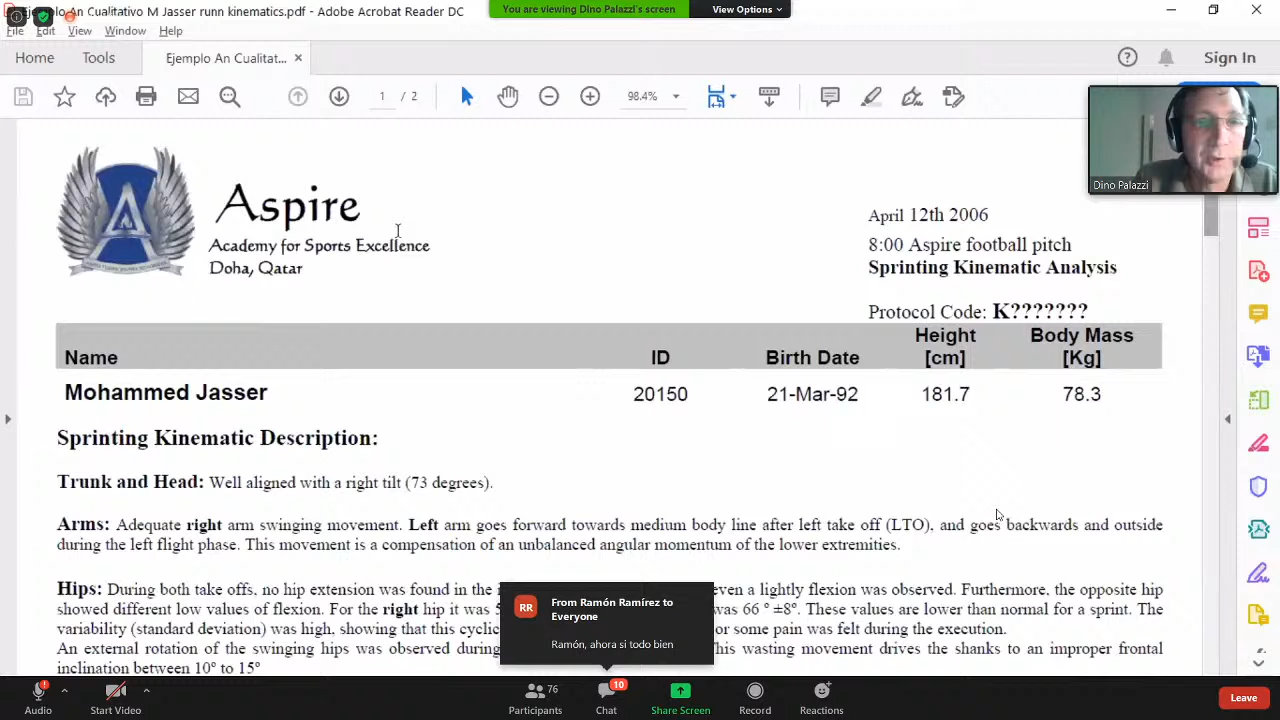 Ejemplo An Cualitativo M Jasser runn kinematics.pdf - Adobe Acrobat Reader DC
You are viewing Dino Palazzi's screen
View Options
File Edit View Window Help
Home Tools Ejemplo An Cualitat... ×
Sign In
1 / 2
98.4%
Dino Palazzi
Aspire
Academy for Sports Excellence
Doha, Qatar
April 12th 2006
8:00 Aspire football pitch
Sprinting Kinematic Analysis
Protocol Code: K???????
Name ID Birth Date Height [cm] Body Mass [Kg]
Mohammed Jasser 20150 21-Mar-92 181.7 78.3
Sprinting Kinematic Description:
Trunk and Head: Well aligned with a right tilt (73 degrees).
Arms: Adequate right arm swinging movement. Left arm goes forward towards medium body line after left take off (LTO), and goes backwards and outside
during the left flight phase. This movement is a compensation of an unbalanced angular momentum of the lower extremities.
Hips: During both take offs, no hip extension was found in the even a lightly flexion was observed. Furthermore, the opposite hip
showed different low values of flexion. For the right hip it was was 66 ° ±8°. These values are lower than normal for a sprint. The
variability (standard deviation) was high, showing that this cyclic or some pain was felt during the execution.
An external rotation of the swinging hips was observed during This wasting movement drives the shanks to an improper frontal
inclination between 10° to 15°
RR
From Ramón Ramírez to
Everyone
Ramón, ahora si todo bien
Audio
Start Video
76
Participants
10
Chat
Share Screen
Record
Reactions
Leave